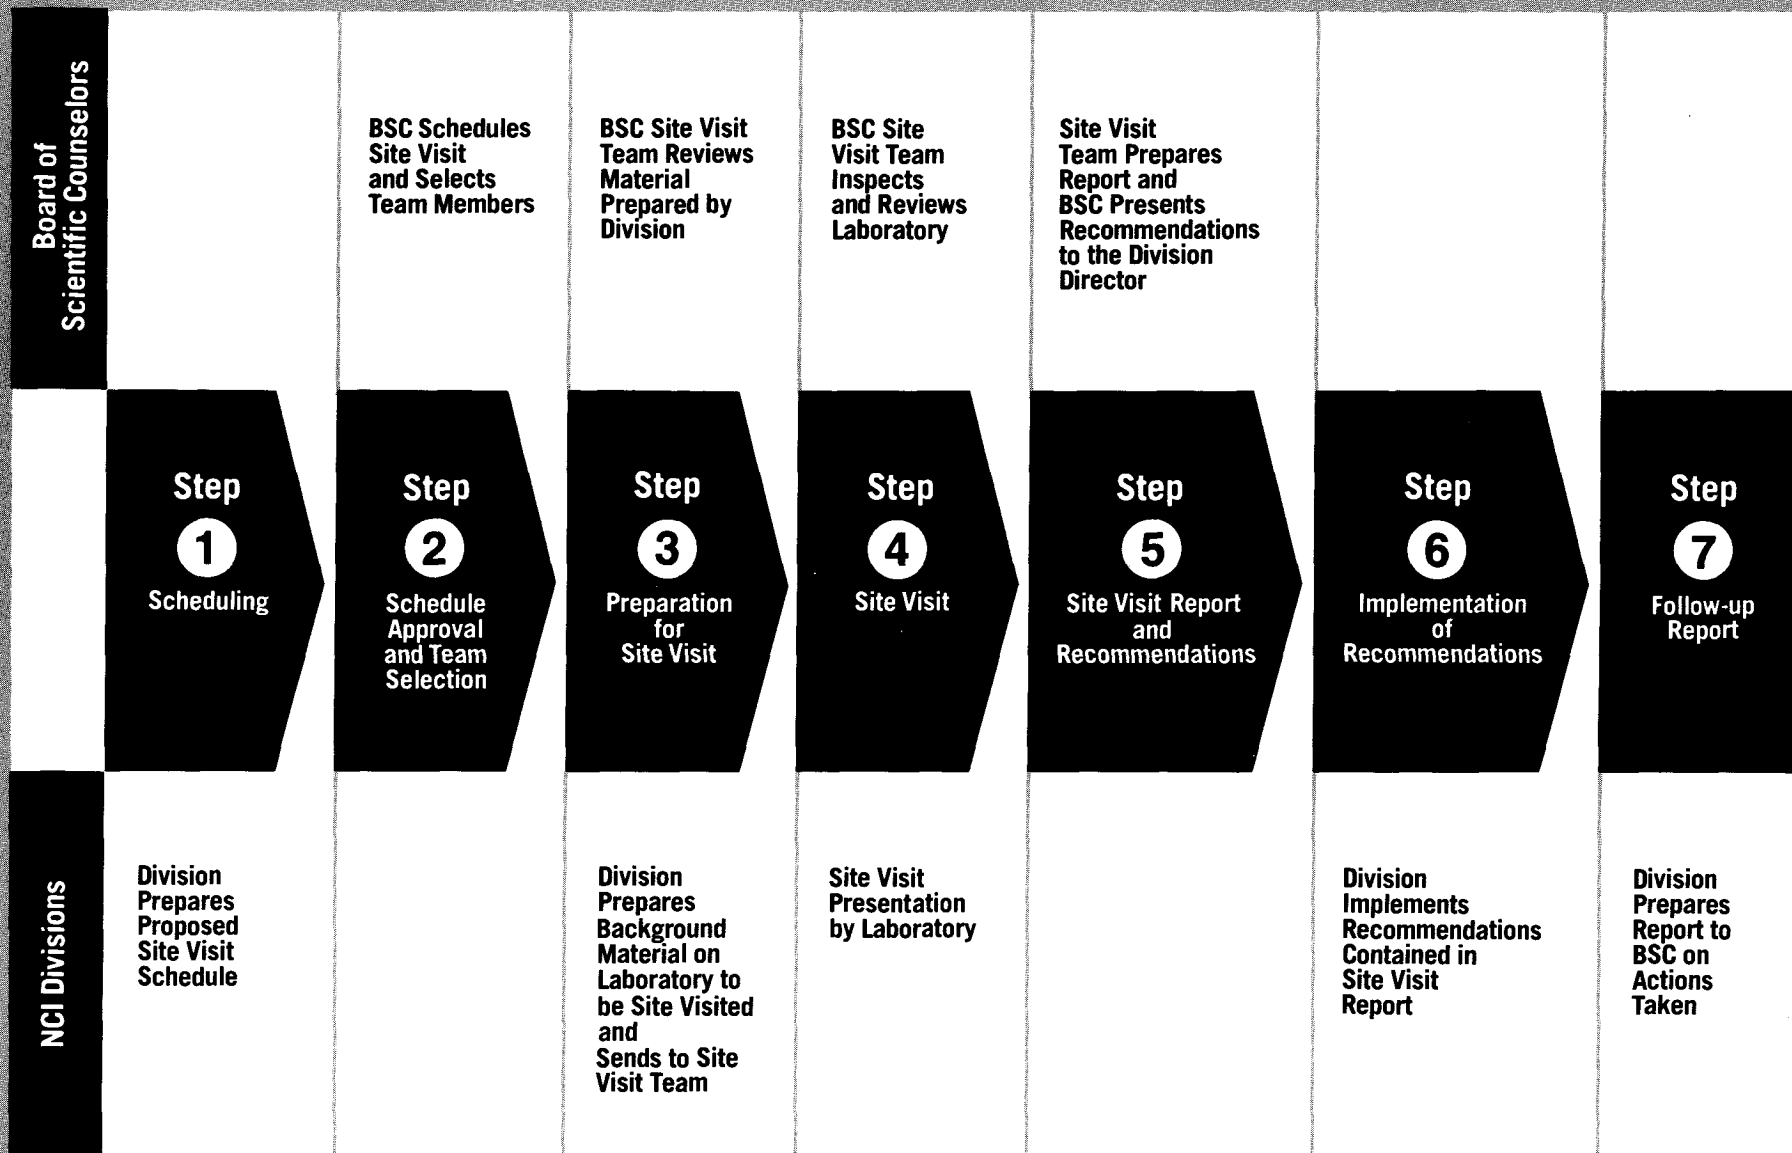 Board of
Scientific Counselors
BSC Schedules
Site Visit
and Selects
Team Members
BSC Site Visit
Team Reviews
Material
Prepared by
Division
BSC Site
Visit Team
Inspects
and Reviews
Laboratory
Site Visit
Team Prepares
Report and
BSC Presents
Recommendations
to the Division
Director
Step
1
Scheduling
Step
2
Schedule
Approval
and Team
Selection
Step
3
Preparation
for
Site Visit
Step
4
Site Visit
Step
5
Site Visit Report
and
Recommendations
Step
6
Implementation
of
Recommendations
Step
7
Follow-up
Report
NCI Divisions
Division
Prepares
Proposed
Site Visit
Schedule
Division
Prepares
Background
Material on
Laboratory to
be Site Visited
and
Sends to Site
Visit Team
Site Visit
Presentation
by Laboratory
Division
Implements
Recommendations
Contained in
Site Visit
Report
Division
Prepares
Report to
BSC on
Actions
Taken